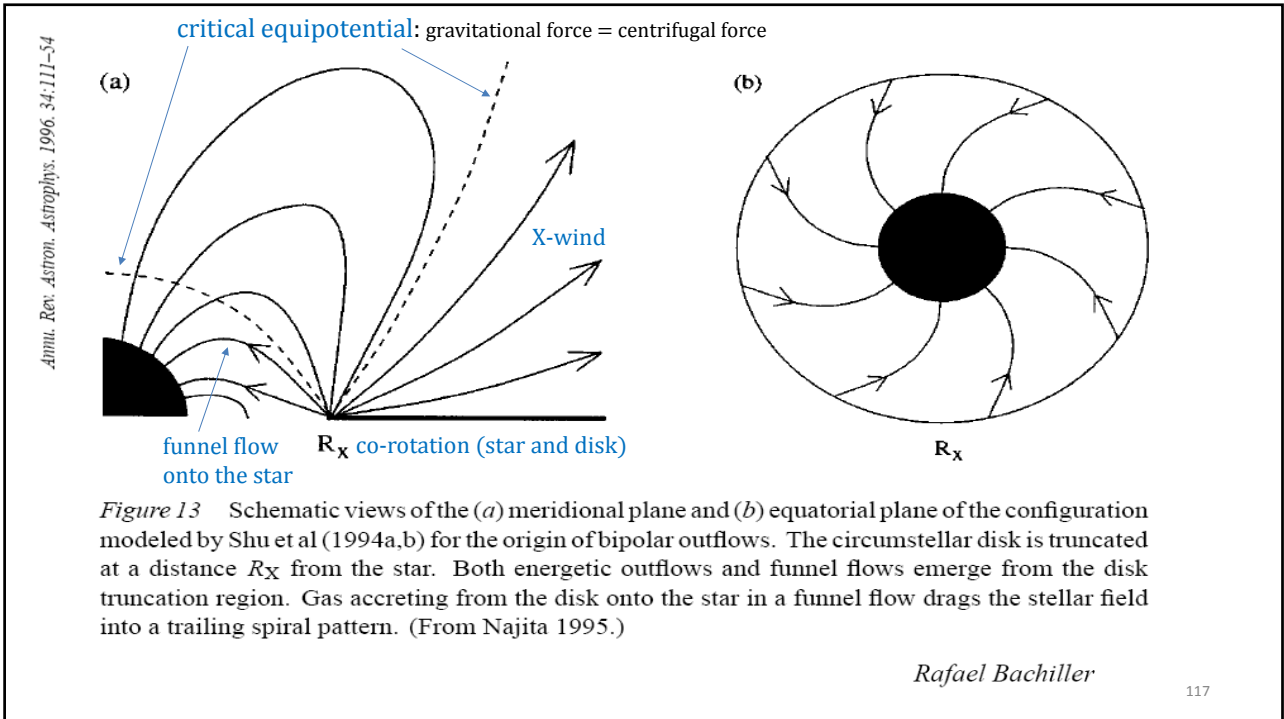 critical equipotential: gravitational force = centrifugal force
Annu. Rev. Astron. Astrophys. 1996. 34:111–54
(a)
(b)
X-wind
funnel flow
onto the star
RX co-rotation (star and disk)
RX
Figure 13 Schematic views of the (a) meridional plane and (b) equatorial plane of the configuration
modeled by Shu et al (1994a,b) for the origin of bipolar outflows. The circumstellar disk is truncated
at a distance RX from the star. Both energetic outflows and funnel flows emerge from the disk
truncation region. Gas accreting from the disk onto the star in a funnel flow drags the stellar field
into a trailing spiral pattern. (From Najita 1995.)
Rafael Bachiller
117